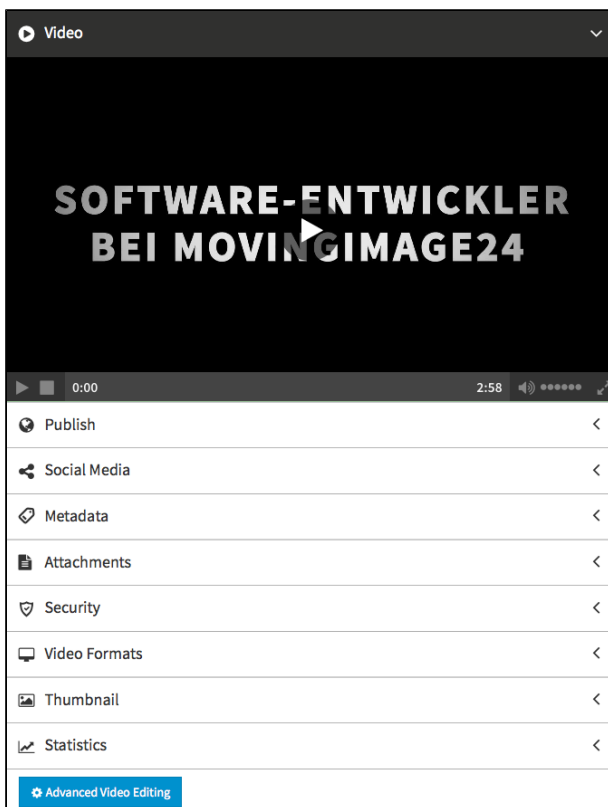 Video
SOFTWARE-ENTWICKLER
BEI MOVINGIMAGE24
0:00 2:58
Publish
Social Media
Metadata
Attachments
Security
Video Formats
Thumbnail
Statistics
Advanced Video Editing